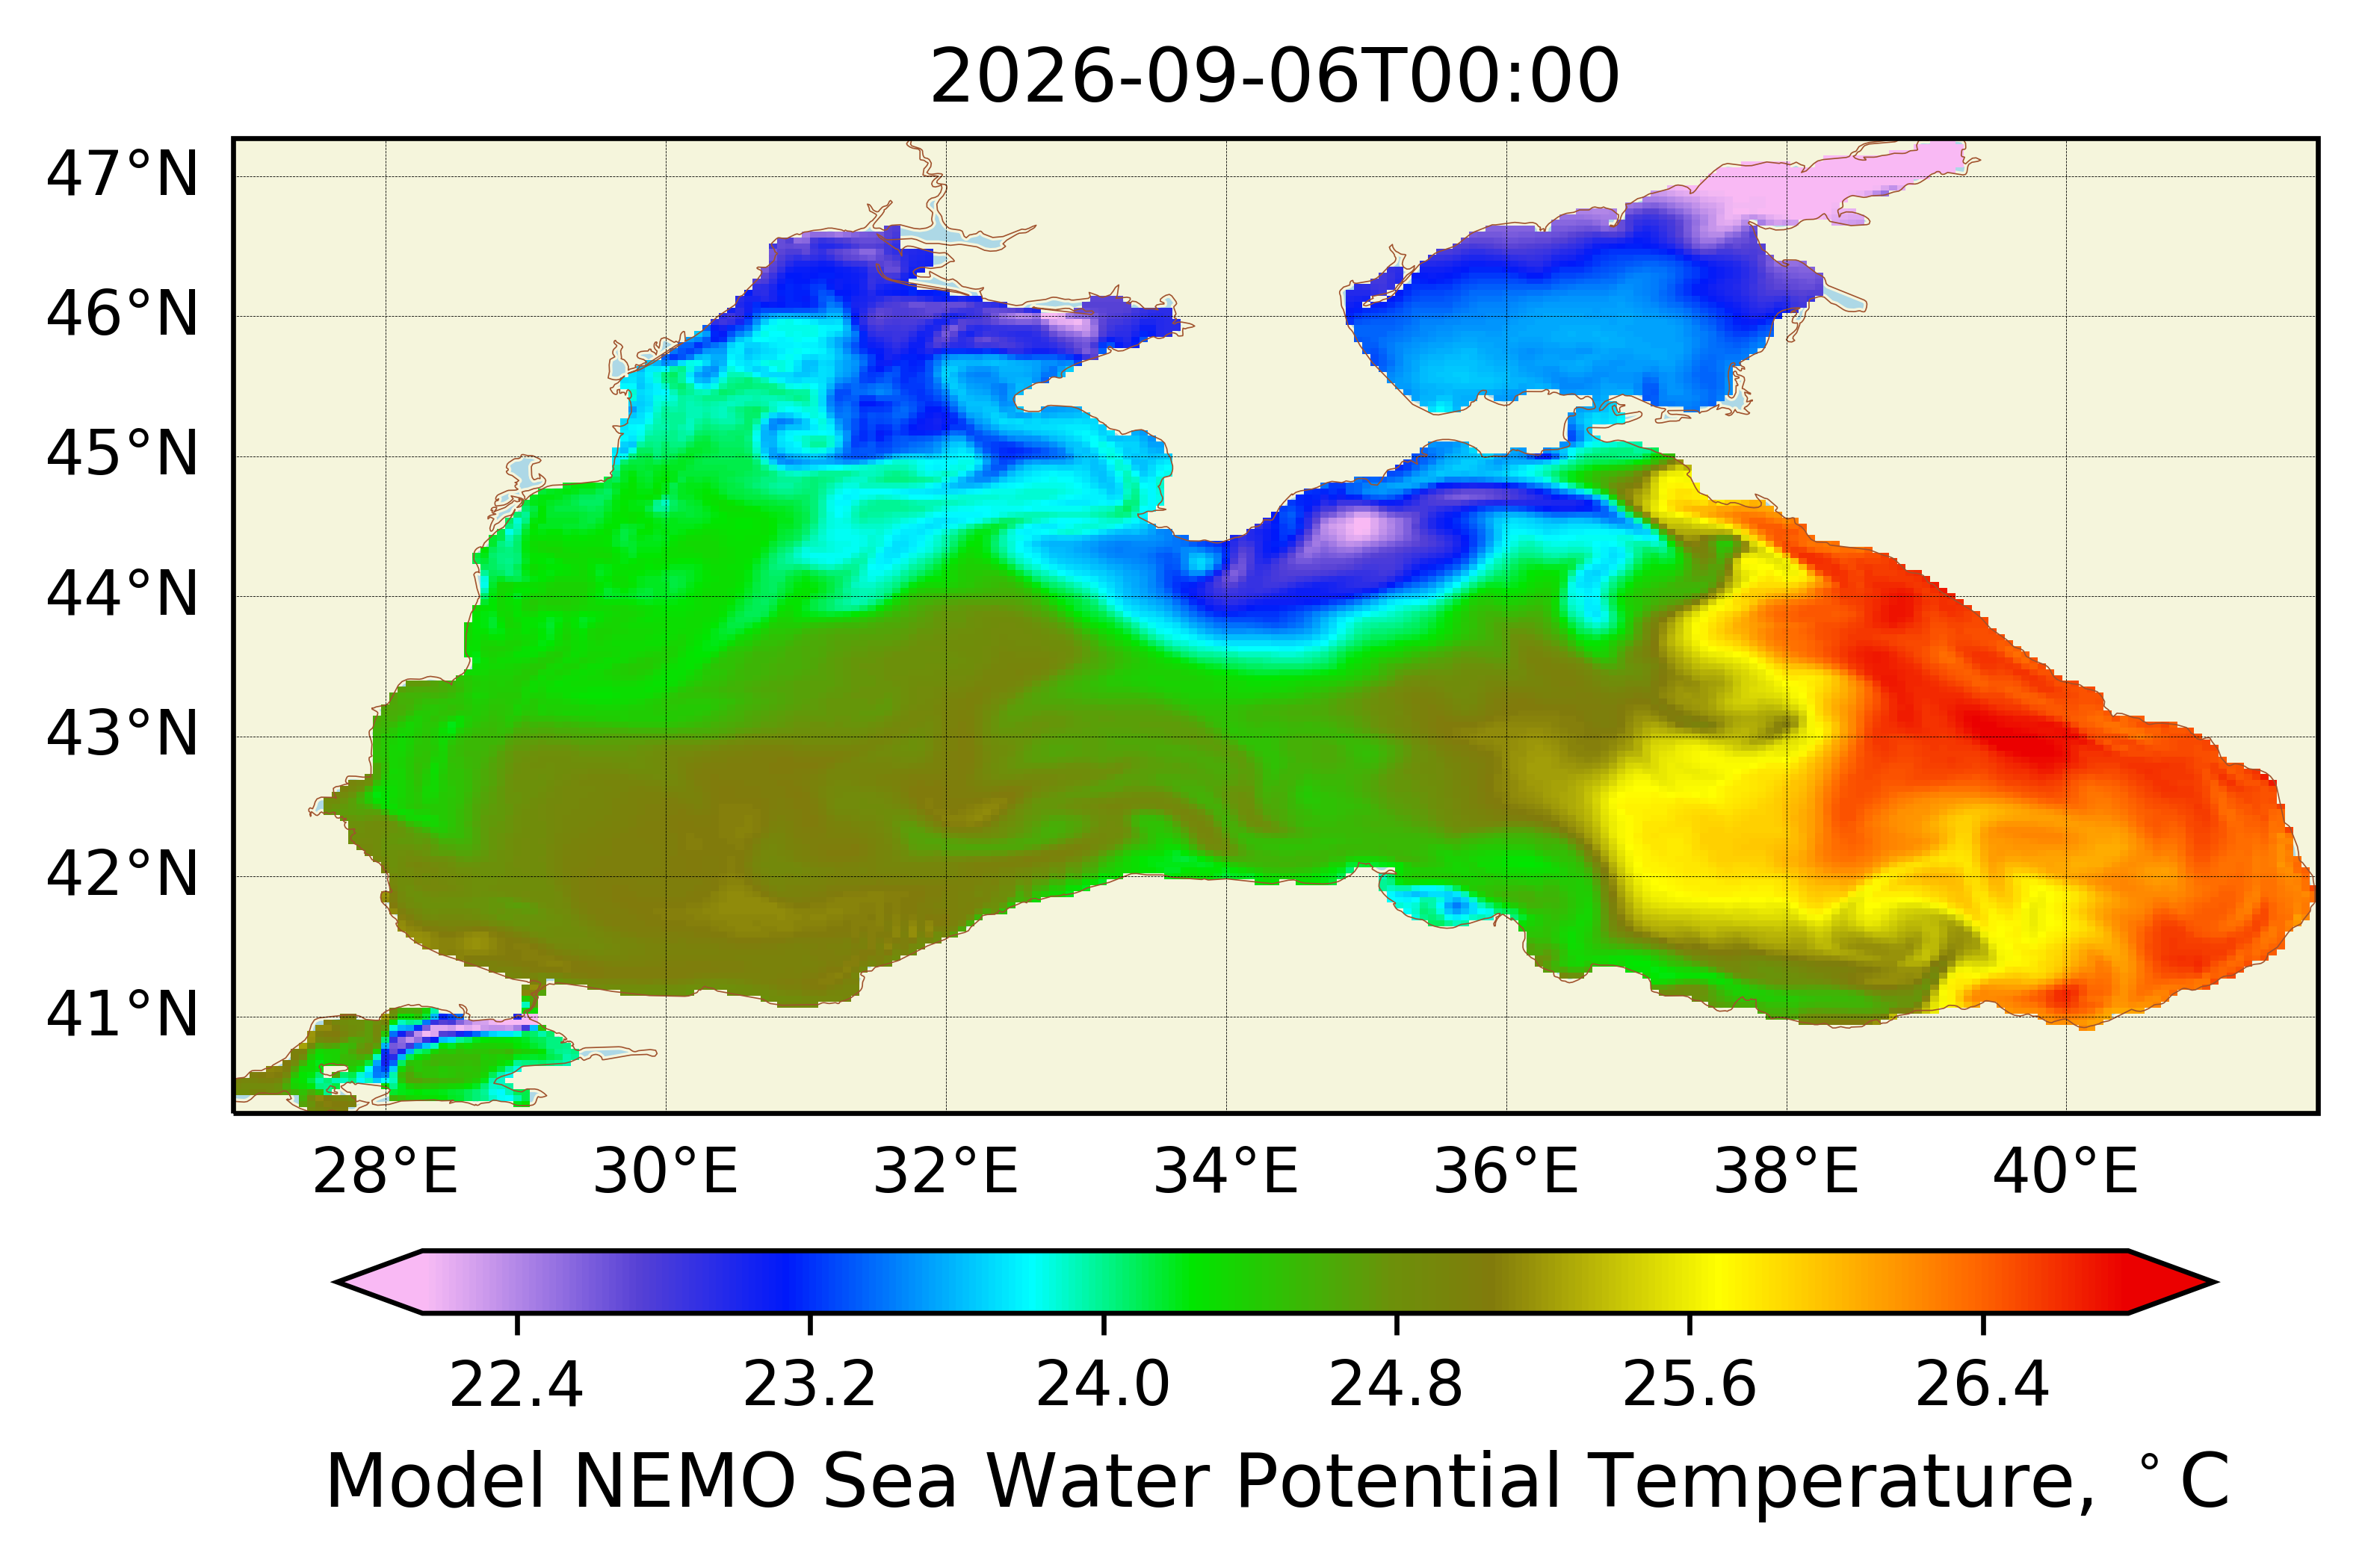 2026-09-06T00:00
47°N
46°N
45°N
44°N
43°N
42°N
41°N
28°E 30°E 32°E 34°E 36°E 38°E 40°E
22.4 23.2 24.0 24.8 25.6 26.4
Model NEMO Sea Water Potential Temperature, °C